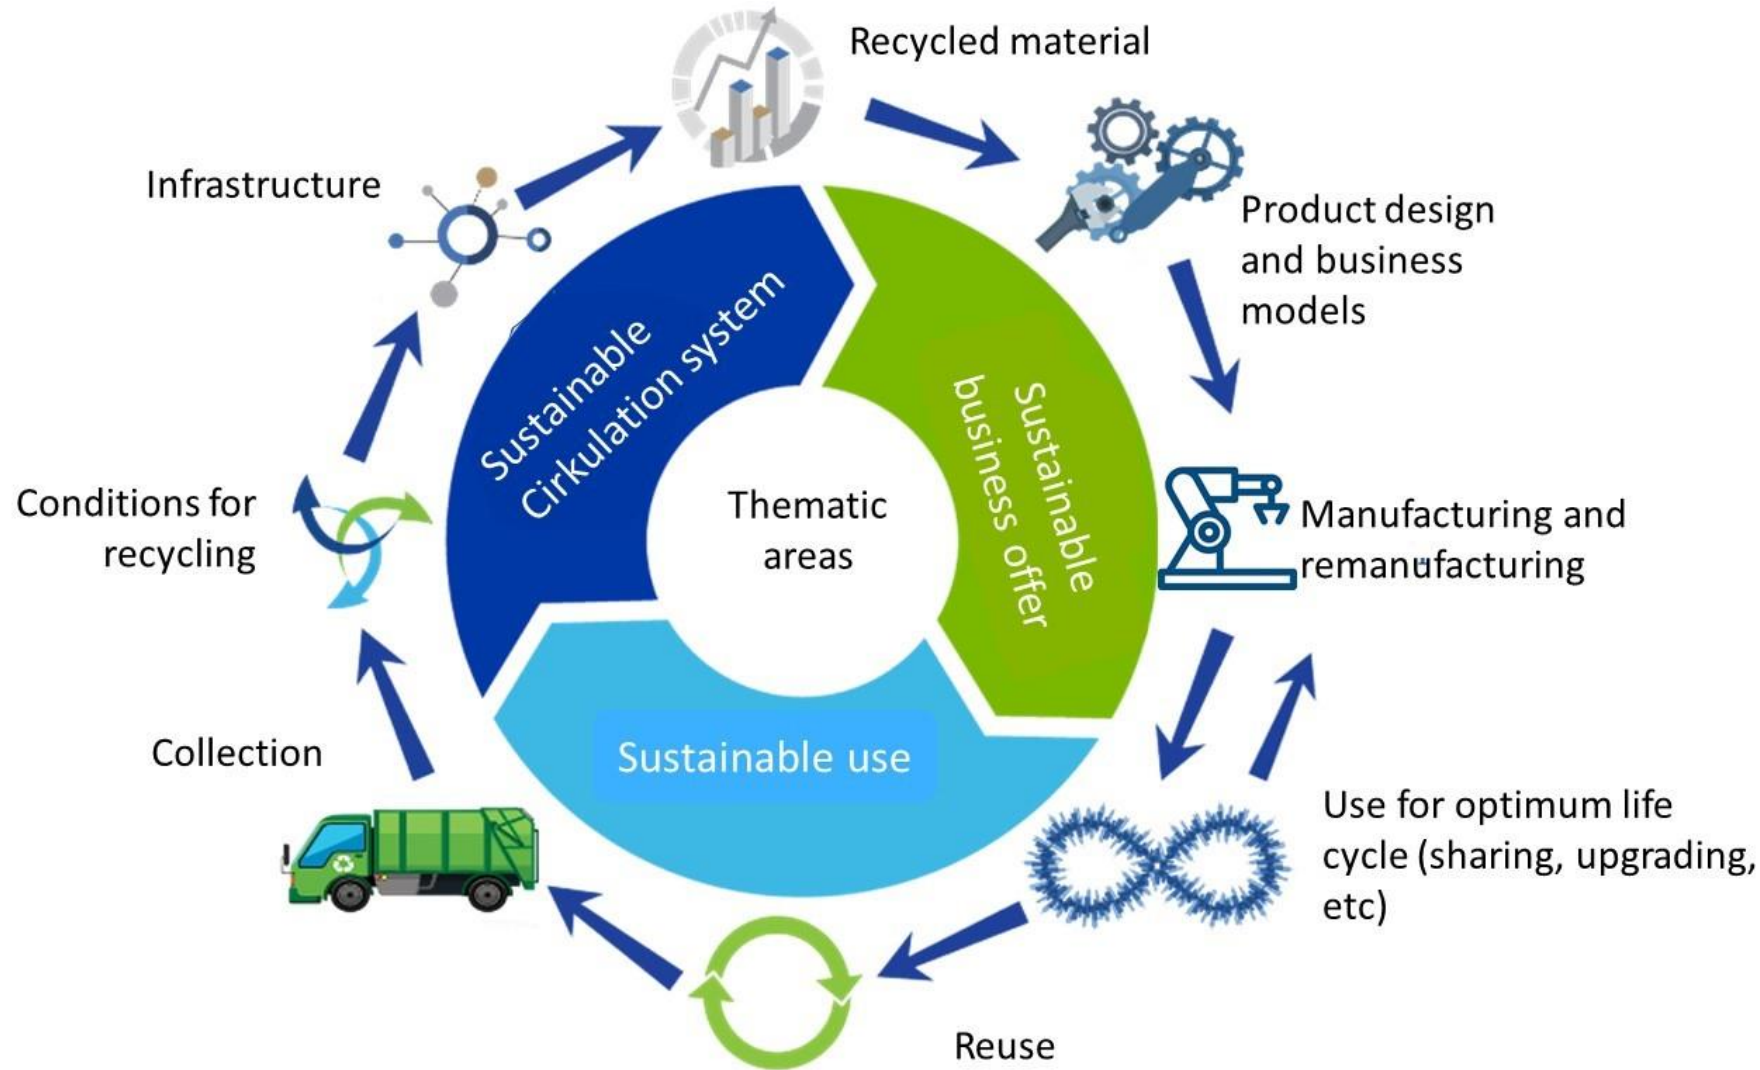 Recycled material
Infrastructure
Product design
and business
models
Sustainable
Cirkulation system
Sustainable
business offer
Thematic
areas
Conditions for
recycling
Manufacturing and
remanufacturing
Sustainable use
Collection
Use for optimum life
cycle (sharing, upgrading,
etc)
Reuse